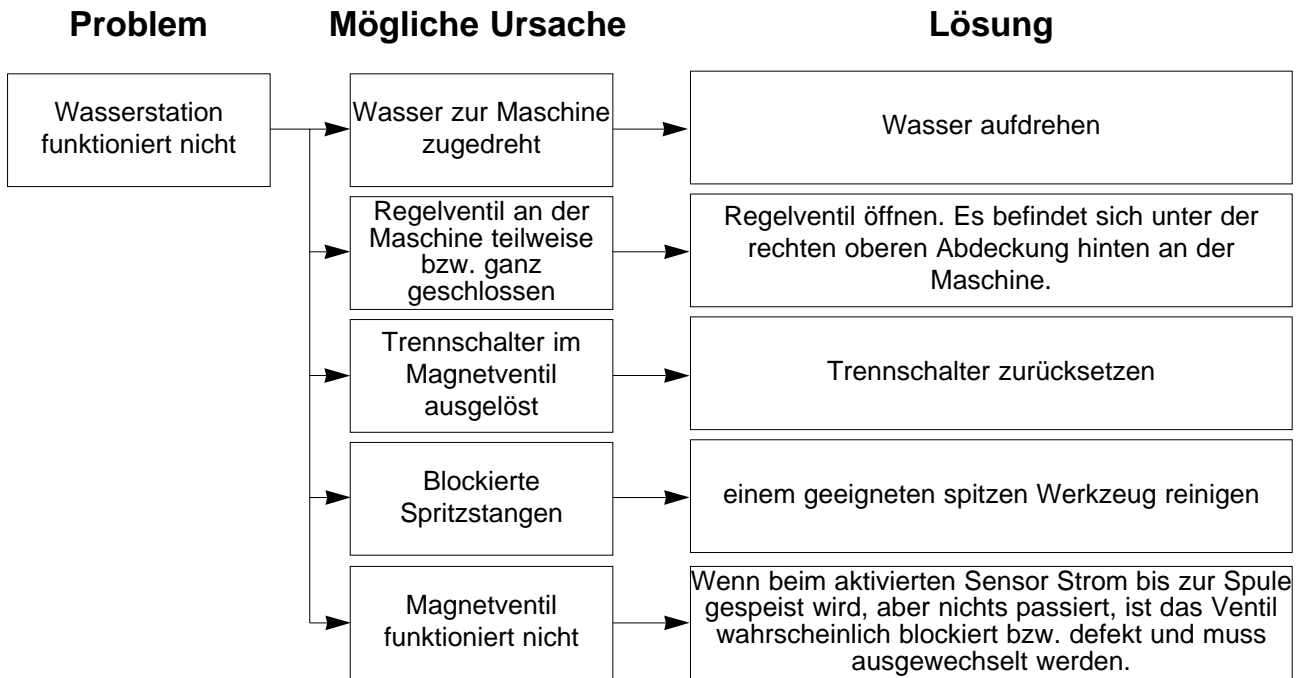 Problem
Mögliche Ursache
Lösung
Wasserstation
funktioniert nicht
Wasser zur Maschine
zugedreht
Wasser aufdrehen
Regelventil an der
Maschine teilweise
bzw. ganz
geschlossen
Regelventil öffnen. Es befindet sich unter der
rechten oberen Abdeckung hinten an der
Maschine.
Trennschalter im
Magnetventil
ausgelöst
Trennschalter zurücksetzen
Blockierte
Spritzstangen
einem geeigneten spitzen Werkzeug reinigen
Magnetventil
funktioniert nicht
Wenn beim aktivierten Sensor Strom bis zur Spule
gespeist wird, aber nichts passiert, ist das Ventil
wahrscheinlich blockiert bzw. defekt und muss
ausgewechselt werden.